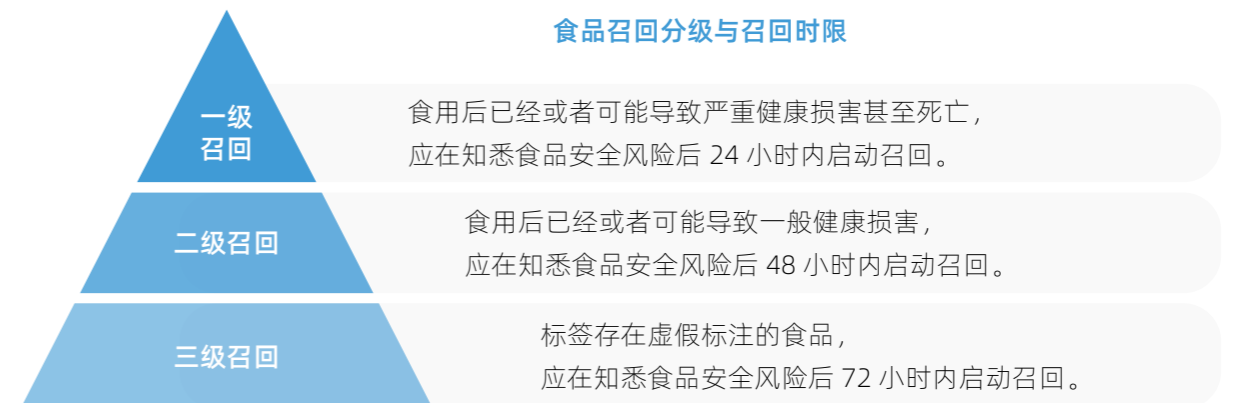 食品召回分级与召回时限
一级
召回
食用后已经或者可能导致严重健康损害甚至死亡，
应在知悉食品安全风险后 24 小时内启动召回。
二级召回
食用后已经或者可能导致一般健康损害，
应在知悉食品安全风险后 48 小时内启动召回。
三级召回
标签存在虚假标注的食品，
应在知悉食品安全风险后 72 小时内启动召回。